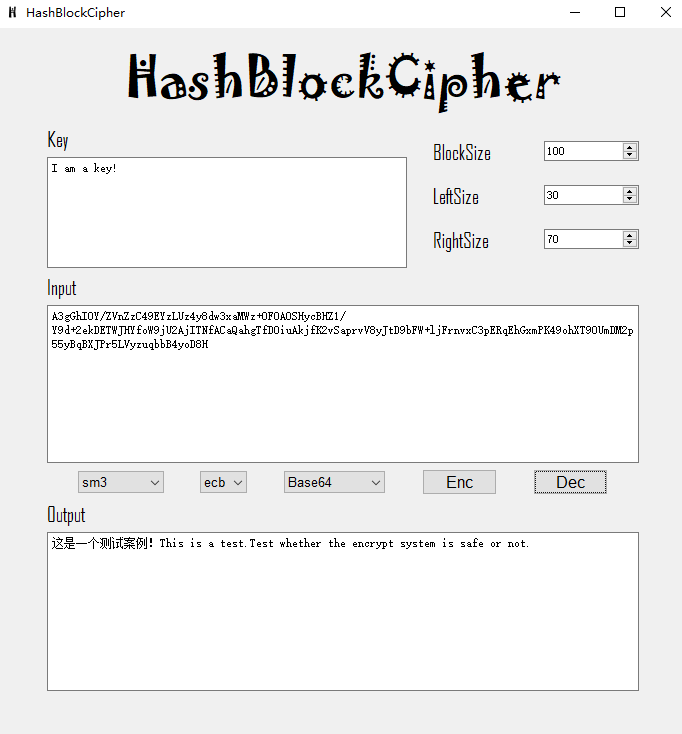 HashBlockCipher
HashBlockCipher
Key
I am a key!
BlockSize 100
LeftSize 30
RightSize 70
Input
A3gGhIOY/ZVnZzC49EYzLUz4y8dw3xaMWz+OFOAOSHycBHZ1/
Y9d+2ekDETWJHYfoW9jU2AjITNfACaQahgTfDOiuAkjfK2vSaprvV8yJtD9bFW+ljFrnvxC3pERqEhGxmPK49ohXT9OUmDM2p
55yBqBXJPr5LVyzuqbbB4yoD8H
sm3 ecb Base64 Enc Dec
Output
这是一个测试案例！This is a test.Test whether the encrypt system is safe or not.